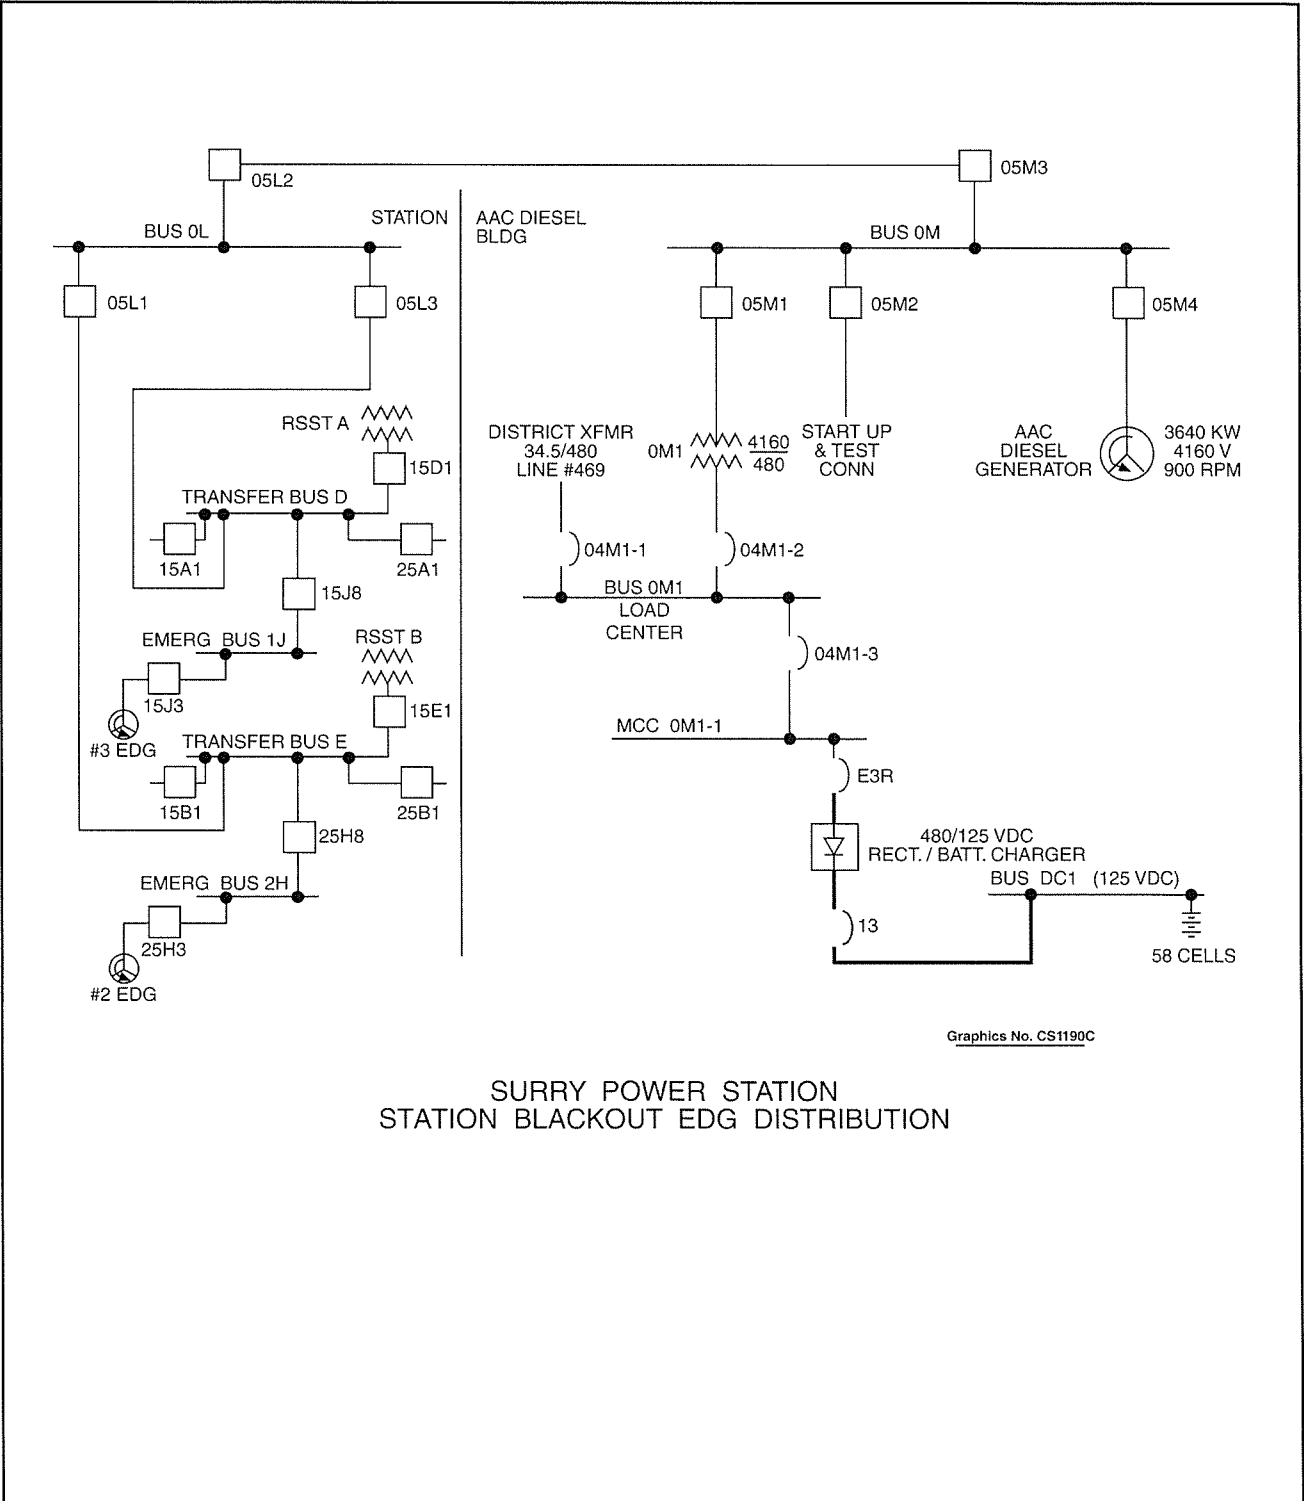 05L2
05M3
STATION
AAC DIESEL
BLDG
BUS 0L
BUS 0M
05L1
05L3
05M1
05M2
05M4
RSST A
15D1
DISTRICT XFMR
34.5/480
LINE #469
0M1
4160
480
START UP
& TEST
CONN
AAC
DIESEL
GENERATOR
3640 KW
4160 V
900 RPM
TRANSFER BUS D
15A1
25A1
04M1-1
04M1-2
15J8
BUS 0M1
LOAD
CENTER
EMERG BUS 1J
RSST B
04M1-3
15J3
15E1
#3 EDG
MCC 0M1-1
TRANSFER BUS E
15B1
25B1
E3R
25H8
480/125 VDC
RECT. / BATT. CHARGER
BUS DC1 (125 VDC)
EMERG BUS 2H
25H3
13
58 CELLS
#2 EDG
Graphics No. CS1190C
SURRY POWER STATION
STATION BLACKOUT EDG DISTRIBUTION